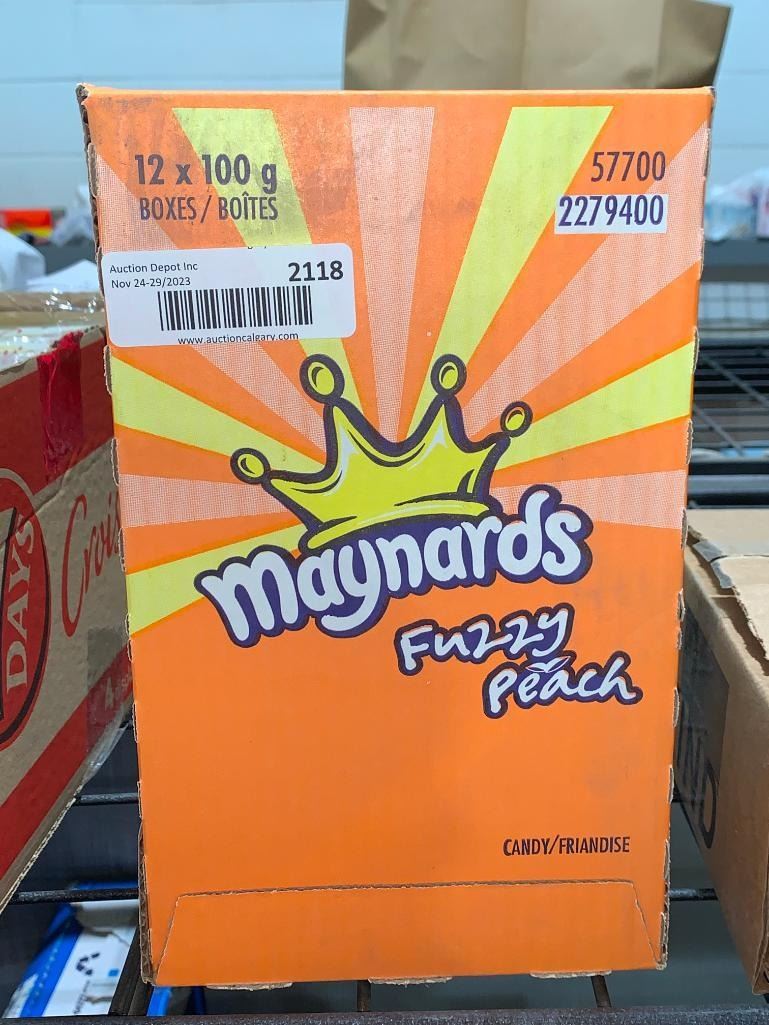 12 x 100 g
BOXES / BOÎTES
57700
2279400
Auction Depot Inc
Nov 24-29/2023
2118
www.auctioncalgary.com
maynards
Fuzzy
Peach
CANDY/FRIANDISE
DAYS